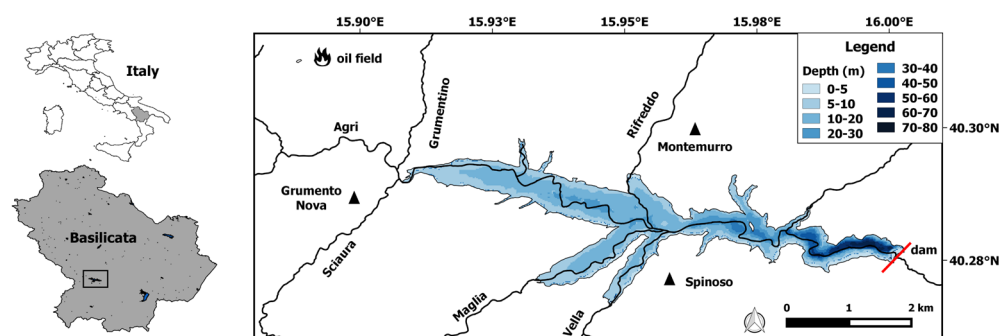 15.90°E
15.93°E
15.95°E
15.98°E
16.00°E
Italy
Basilicata
oil field
Agri
Grumentino
Rifreddo
Montemurro
Grumento
Nova
Sciaura
Maglia
Vella
Spinoso
dam
Legend
Depth (m)
0-5
5-10
10-20
20-30
30-40
40-50
50-60
60-70
70-80
40.30°N
40.28°N
0 1 2 km